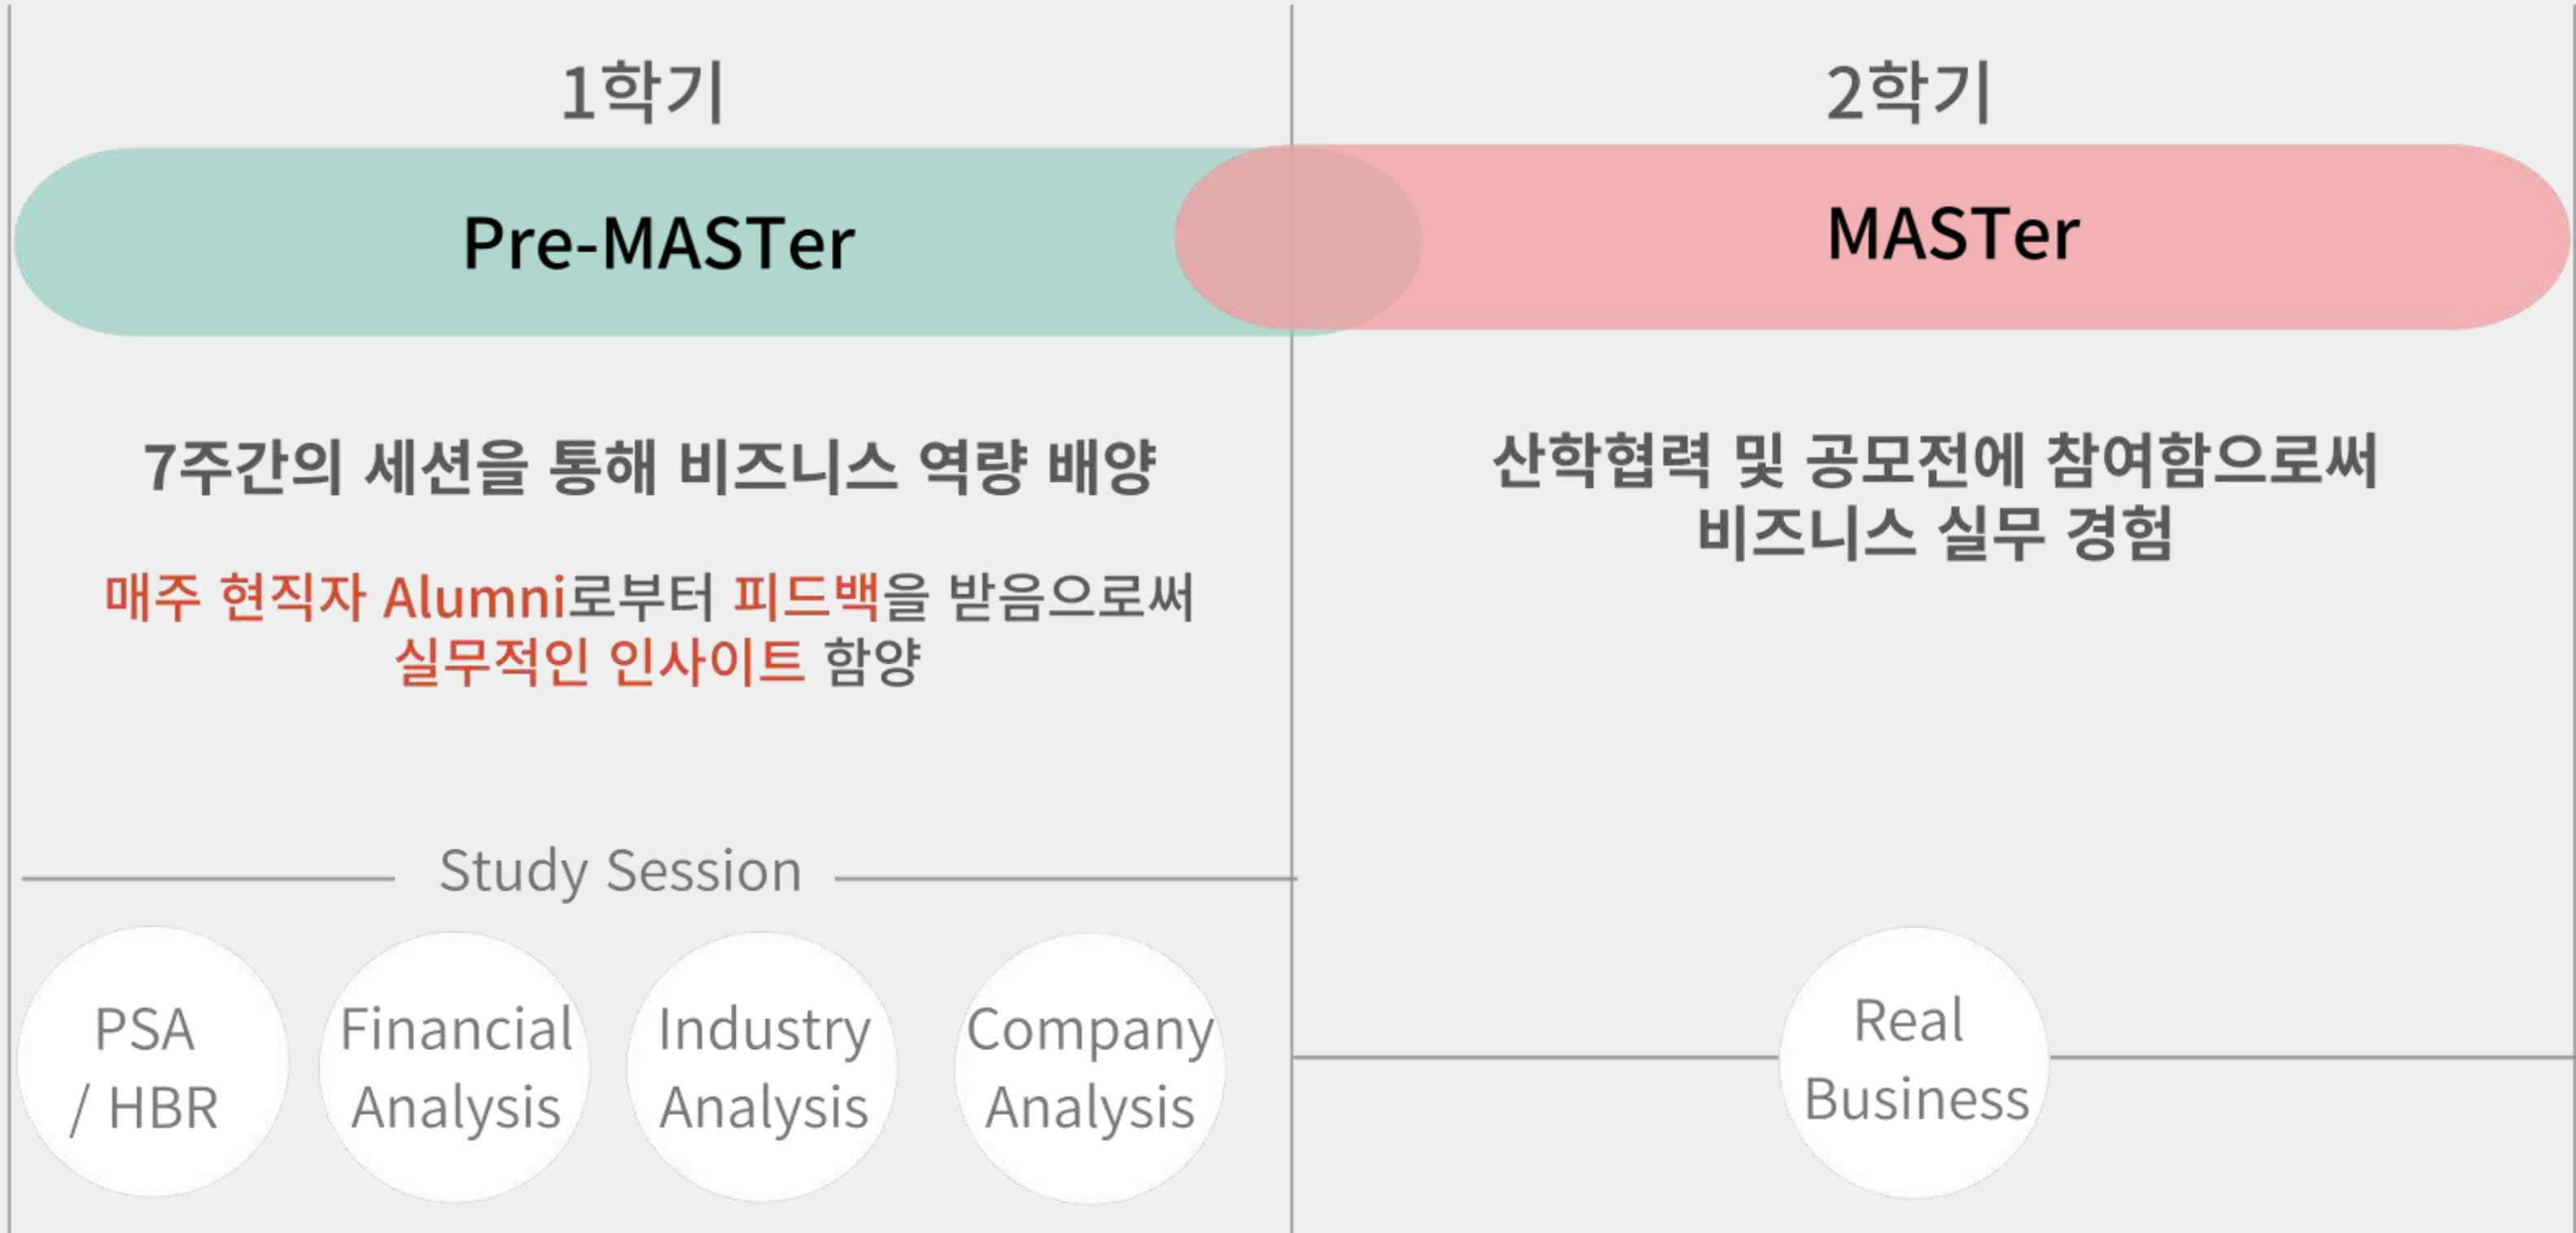 1학기
Pre-MASTer
7주간의 세션을 통해 비즈니스 역량 배양
매주 현직자 Alumni로부터 피드백을 받음으로써
실무적인 인사이트 함양
Study Session
PSA
/ HBR
Financial
Analysis
Industry
Analysis
Company
Analysis
2학기
MASTer
산학협력 및 공모전에 참여함으로써
비즈니스 실무 경험
Real
Business